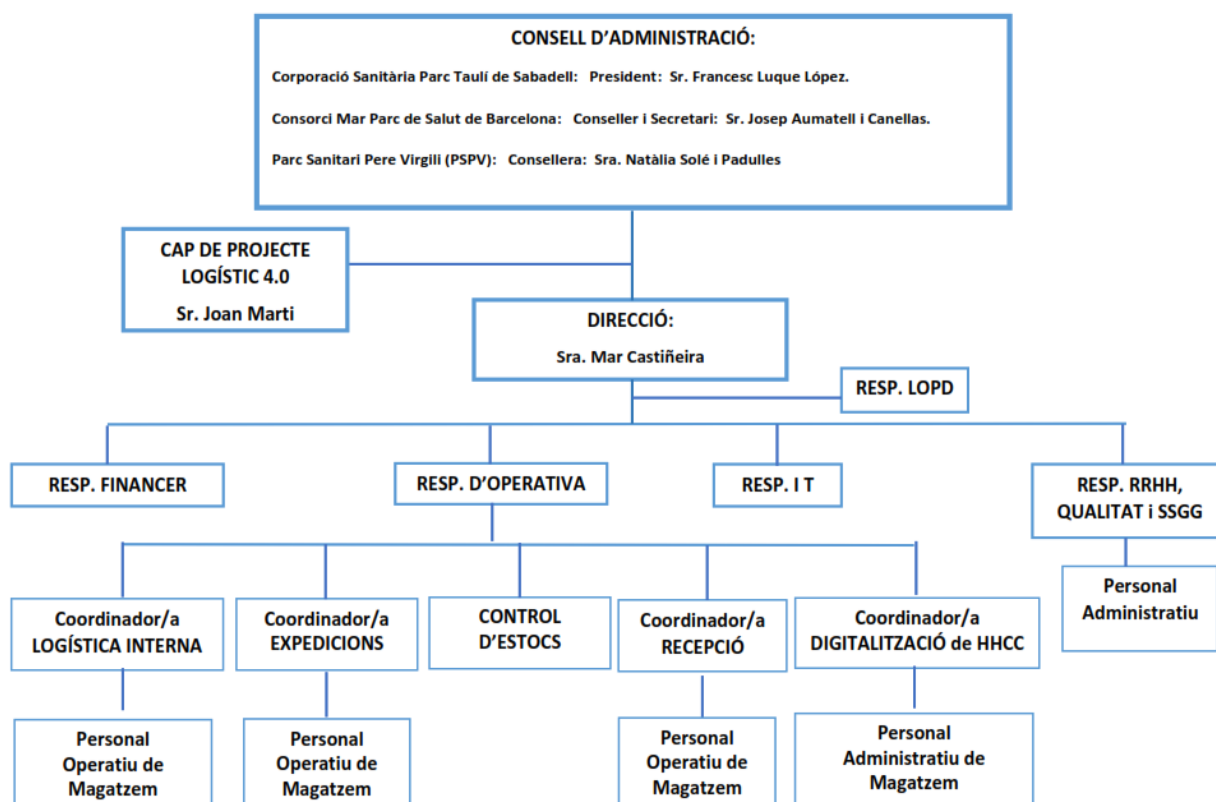 CONSELL D'ADMINISTRACIÓ:
Corporació Sanitària Parc Taulí de Sabadell: President: Sr. Francesc Luque López.
Consorci Mar Parc de Salut de Barcelona: Conseller i Secretari: Sr. Josep Aumatell i Canellas.
Parc Sanitari Pere Virgili (PSPV): Consellera: Sra. Natàlia Solé i Padulles
CAP DE PROJECTE
LOGÍSTIC 4.0
Sr. Joan Marti
DIRECCIÓ:
Sra. Mar Castiñeira
RESP. LOPD
RESP. FINANCER
RESP. D'OPERATIVA
RESP. I T
RESP. RRHH,
QUALITAT i SSGG
Personal
Administratiu
Coordinador/a
LOGÍSTICA INTERNA
Coordinador/a
EXPEDICIONS
CONTROL
D'ESTOCS
Coordinador/a
RECEPCIÓ
Coordinador/a
DIGITALITZACIÓ de HHCC
Personal
Operatiu de
Magatzem
Personal
Operatiu de
Magatzem
Personal
Operatiu de
Magatzem
Personal
Administratiu de
Magatzem